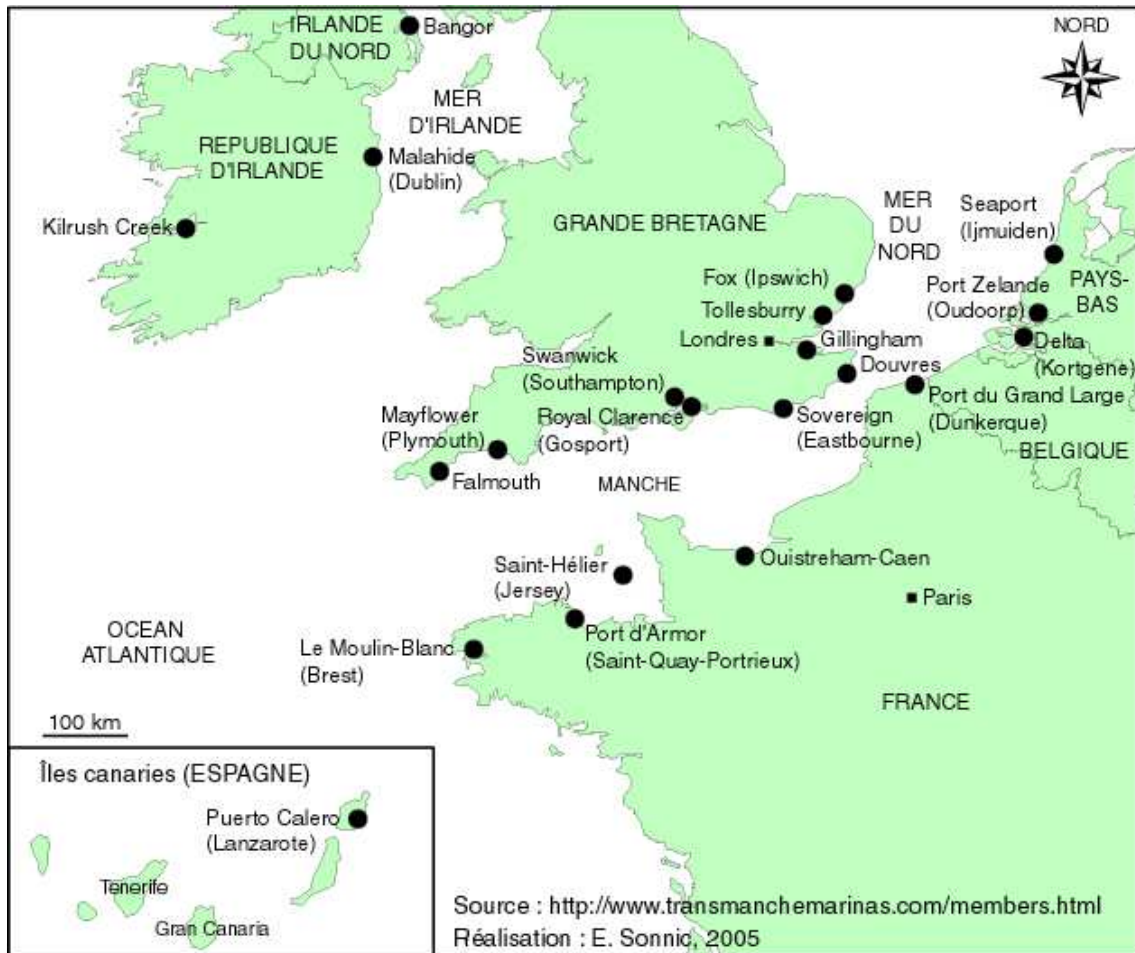 IRLANDE
DU NORD
Bangor
NORD
MER
D'IRLANDE
REPUBLIQUE
D'IRLANDE
Malahide
(Dublin)
Kilrush Creek
GRANDE BRETAGNE
MER
DU
NORD
Seaport
(Ijmuiden)
Fox (Ipswich)
Tollesburry
Londres
Gillingham
Douvres
Port Zelande
(Oudoorp)
PAYS-
BAS
Delta
(Kortgene)
Swanwick
(Southampton)
Mayflower
(Plymouth)
Royal Clarence
(Gosport)
Sovereign
(Eastbourne)
Port du Grand Large
(Dunkerque)
BELGIQUE
Falmouth
MANCHE
Saint-Hélier
(Jersey)
Ouistreham-Caen
Paris
OCEAN
ATLANTIQUE
Le Moulin-Blanc
(Brest)
Port d'Armor
(Saint-Quay-Portrieux)
FRANCE
100 km
Îles canaries (ESPAGNE)
Puerto Calero
(Lanzarote)
Tenerife
Gran Canaria
Source : http://www.transmanchemarinas.com/members.html
Réalisation : E. Sonnic, 2005